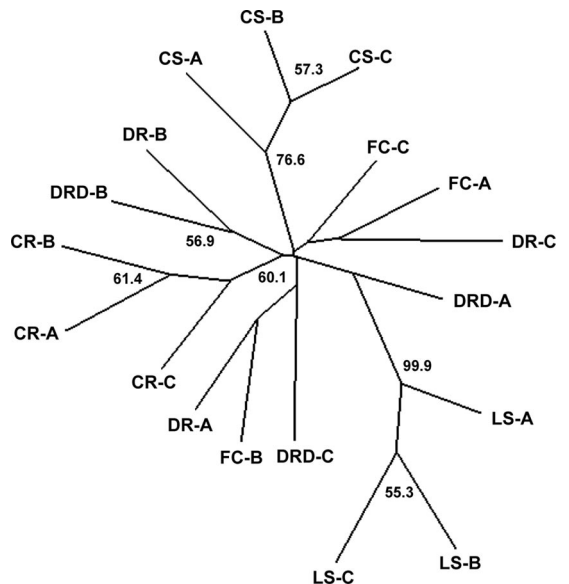 CS-B
CS-A
57.3
CS-C
DR-B
76.6
FC-C
DRD-B
FC-A
CR-B
56.9
DR-C
61.4
60.1
DRD-A
CR-A
99.9
CR-C
DR-A
LS-A
FC-B
DRD-C
55.3
LS-B
LS-C